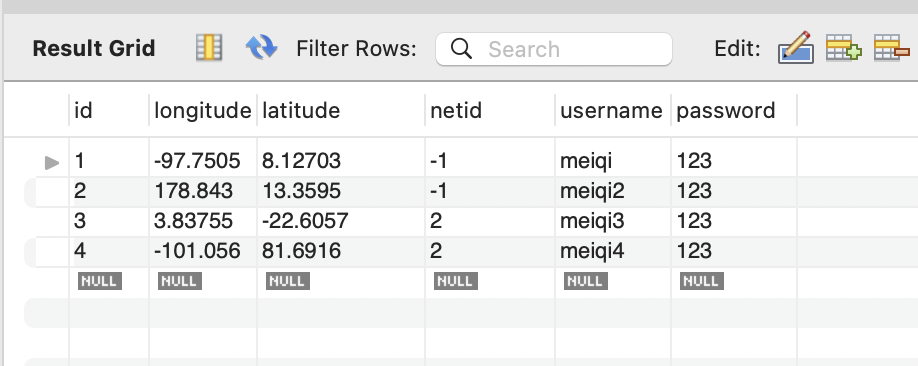 Result Grid Filter Rows: Search Edit:
id longitude latitude netid username password
1 -97.7505 8.12703 -1 meiqi 123
2 178.843 13.3595 -1 meiqi2 123
3 3.83755 -22.6057 2 meiqi3 123
4 -101.056 81.6916 2 meiqi4 123
NULL NULL NULL NULL NULL NULL